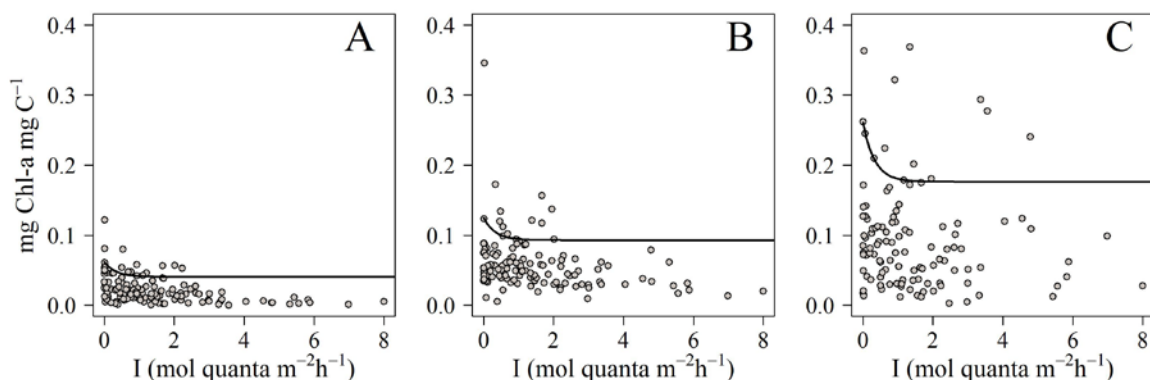 A B C
mg Chl-a mg C⁻¹
0.4 0.4 0.4
0.3 0.3 0.3
0.2 0.2 0.2
0.1 0.1 0.1
0.0 0.0 0.0
0 2 4 6 8 0 2 4 6 8 0 2 4 6 8
I (mol quanta m⁻²h⁻¹) I (mol quanta m⁻²h⁻¹) I (mol quanta m⁻²h⁻¹)